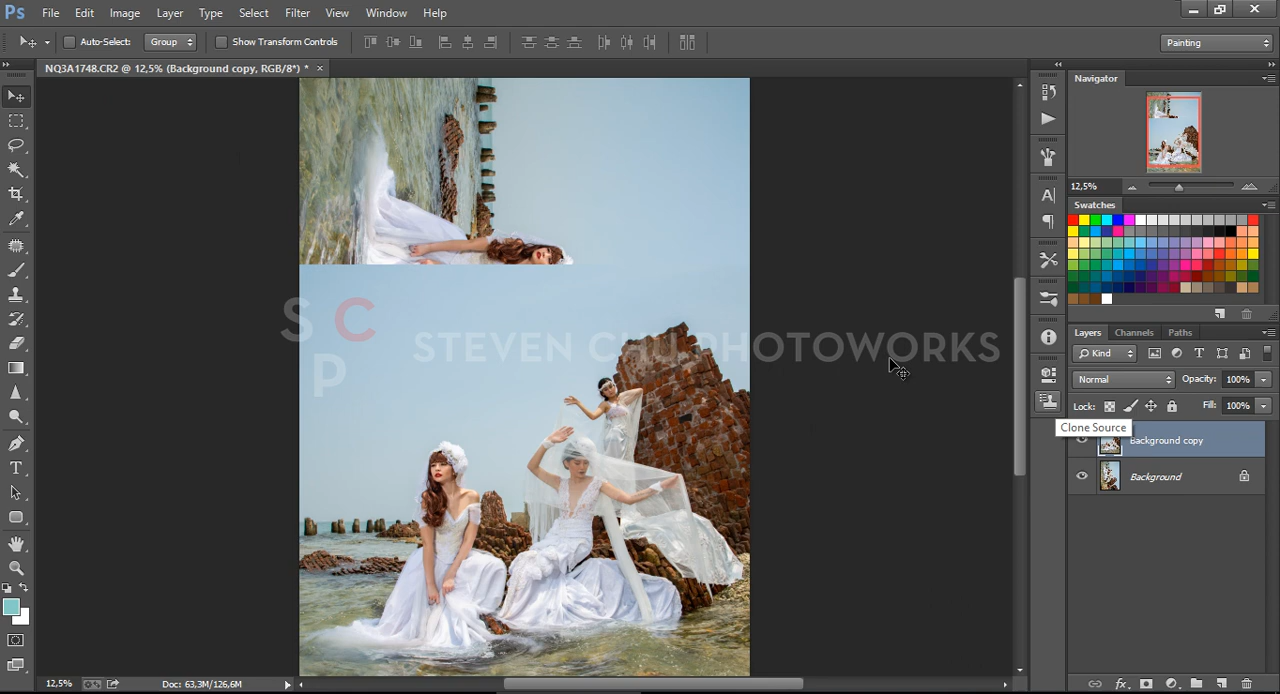 Ps File Edit Image Layer Type Select Filter View Window Help
Auto-Select: Group Show Transform Controls Painting
NQ3A1748.CR2 @ 12,5% (Background copy, RGB/8*) * ×
Navigator
12,5%
Swatches
S C P
STEVEN CHU PHOTOWORKS
Layers Channels Paths
Kind
Normal Opacity: 100%
Lock: Fill: 100%
Clone Source
Background copy
Background
12,5% Doc: 63,3M/126,6M